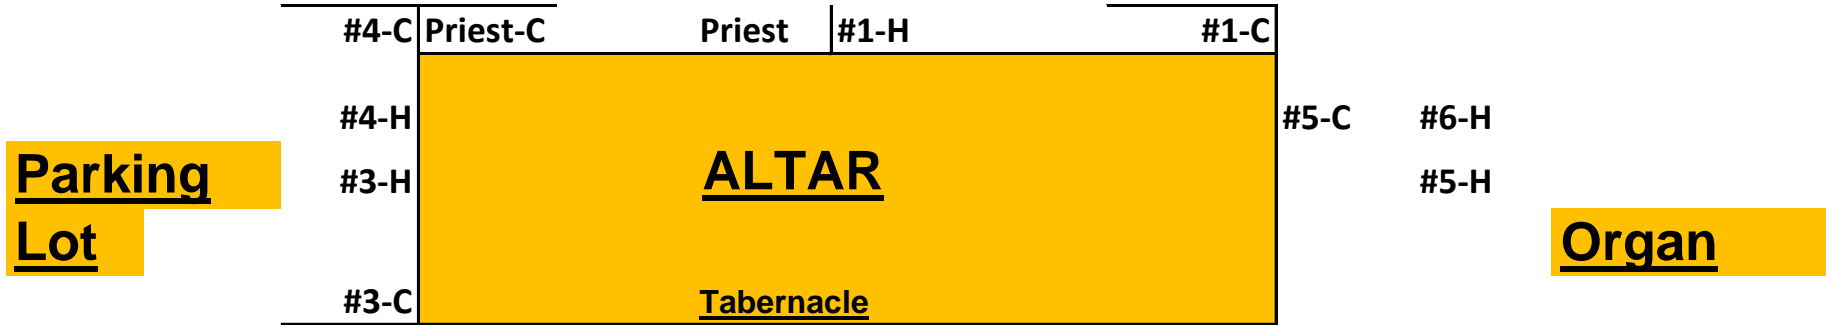 #4-C Priest-C Priest #1-H #1-C
#4-H #5-C #6-H
Parking #3-H ALTAR #5-H
Lot Organ
#3-C Tabernacle